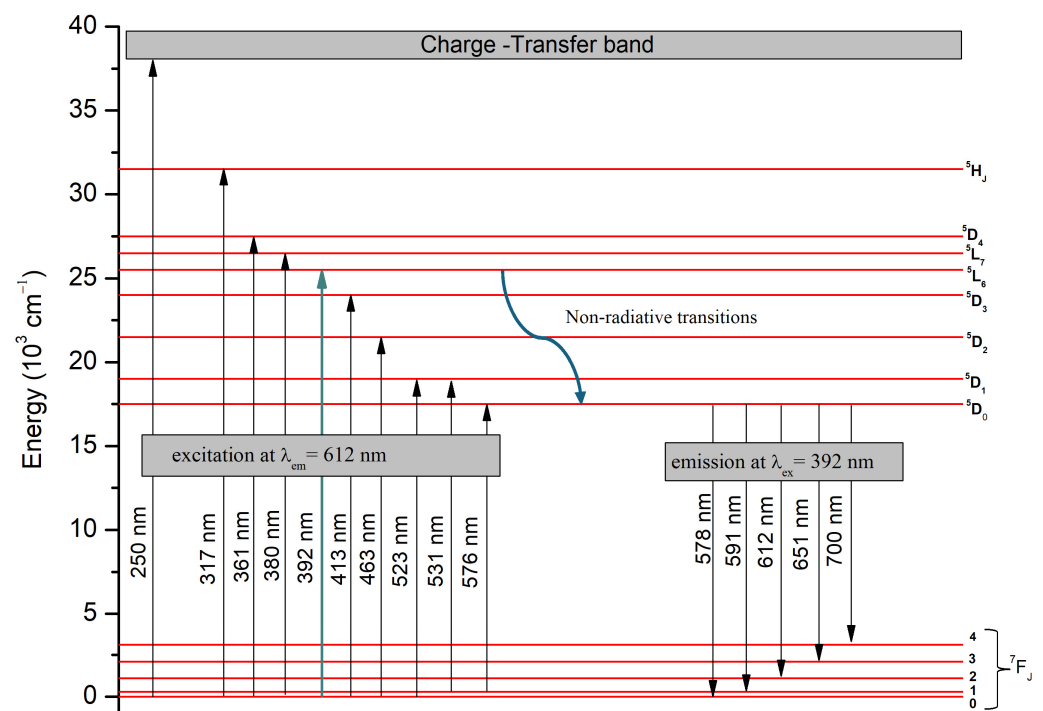 40
Charge -Transfer band
35
⁵H_J
30
⁵D₄
⁵L₇
⁵L₆
25
⁵D₃
Non-radiative transitions
⁵D₂
20
⁵D₁
⁵D₀
Energy (10³ cm⁻¹)
15
excitation at λ_em= 612 nm
emission at λ_ex= 392 nm
10
250 nm
317 nm
361 nm
380 nm
392 nm
413 nm
463 nm
523 nm
531 nm
576 nm
578 nm
591 nm
612 nm
651 nm
700 nm
5
4
3
2
1
0
⁷F_J
0